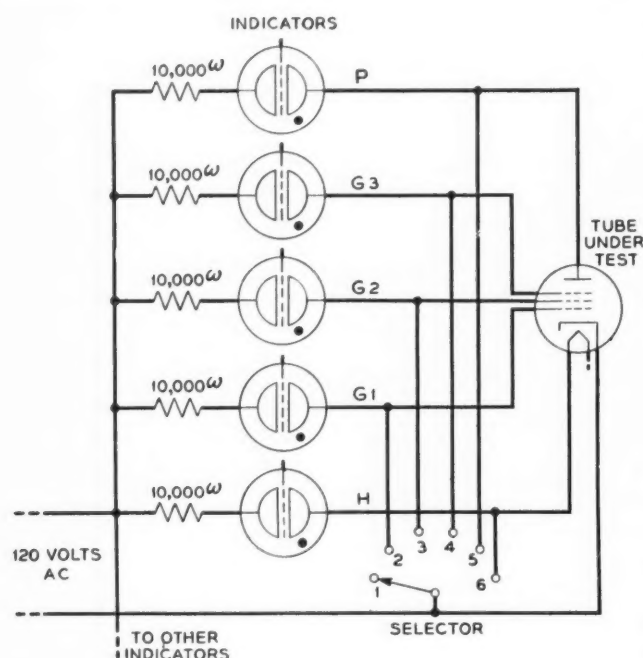 INDICATORS
10,000ω
P
10,000ω
G3
TUBE
UNDER
TEST
10,000ω
G2
10,000ω
G1
10,000ω
H
120 VOLTS
AC
1
2
3
4
5
6
SELECTOR
TO OTHER
INDICATORS